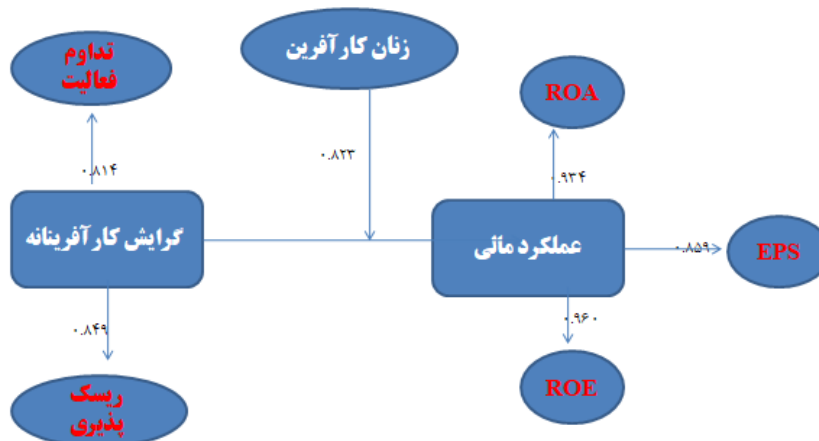 زنان کارآفرین
تداوم
فعالیت
ROA
۰.۸۲۳
۰.۸۱۴
۰.۹۳۴
گرایش کارآفرینانه
عملکرد مالی
۰.۸۵۹
EPS
۰.۸۴۹
۰.۹۶۰
ریسک
پذیری
ROE